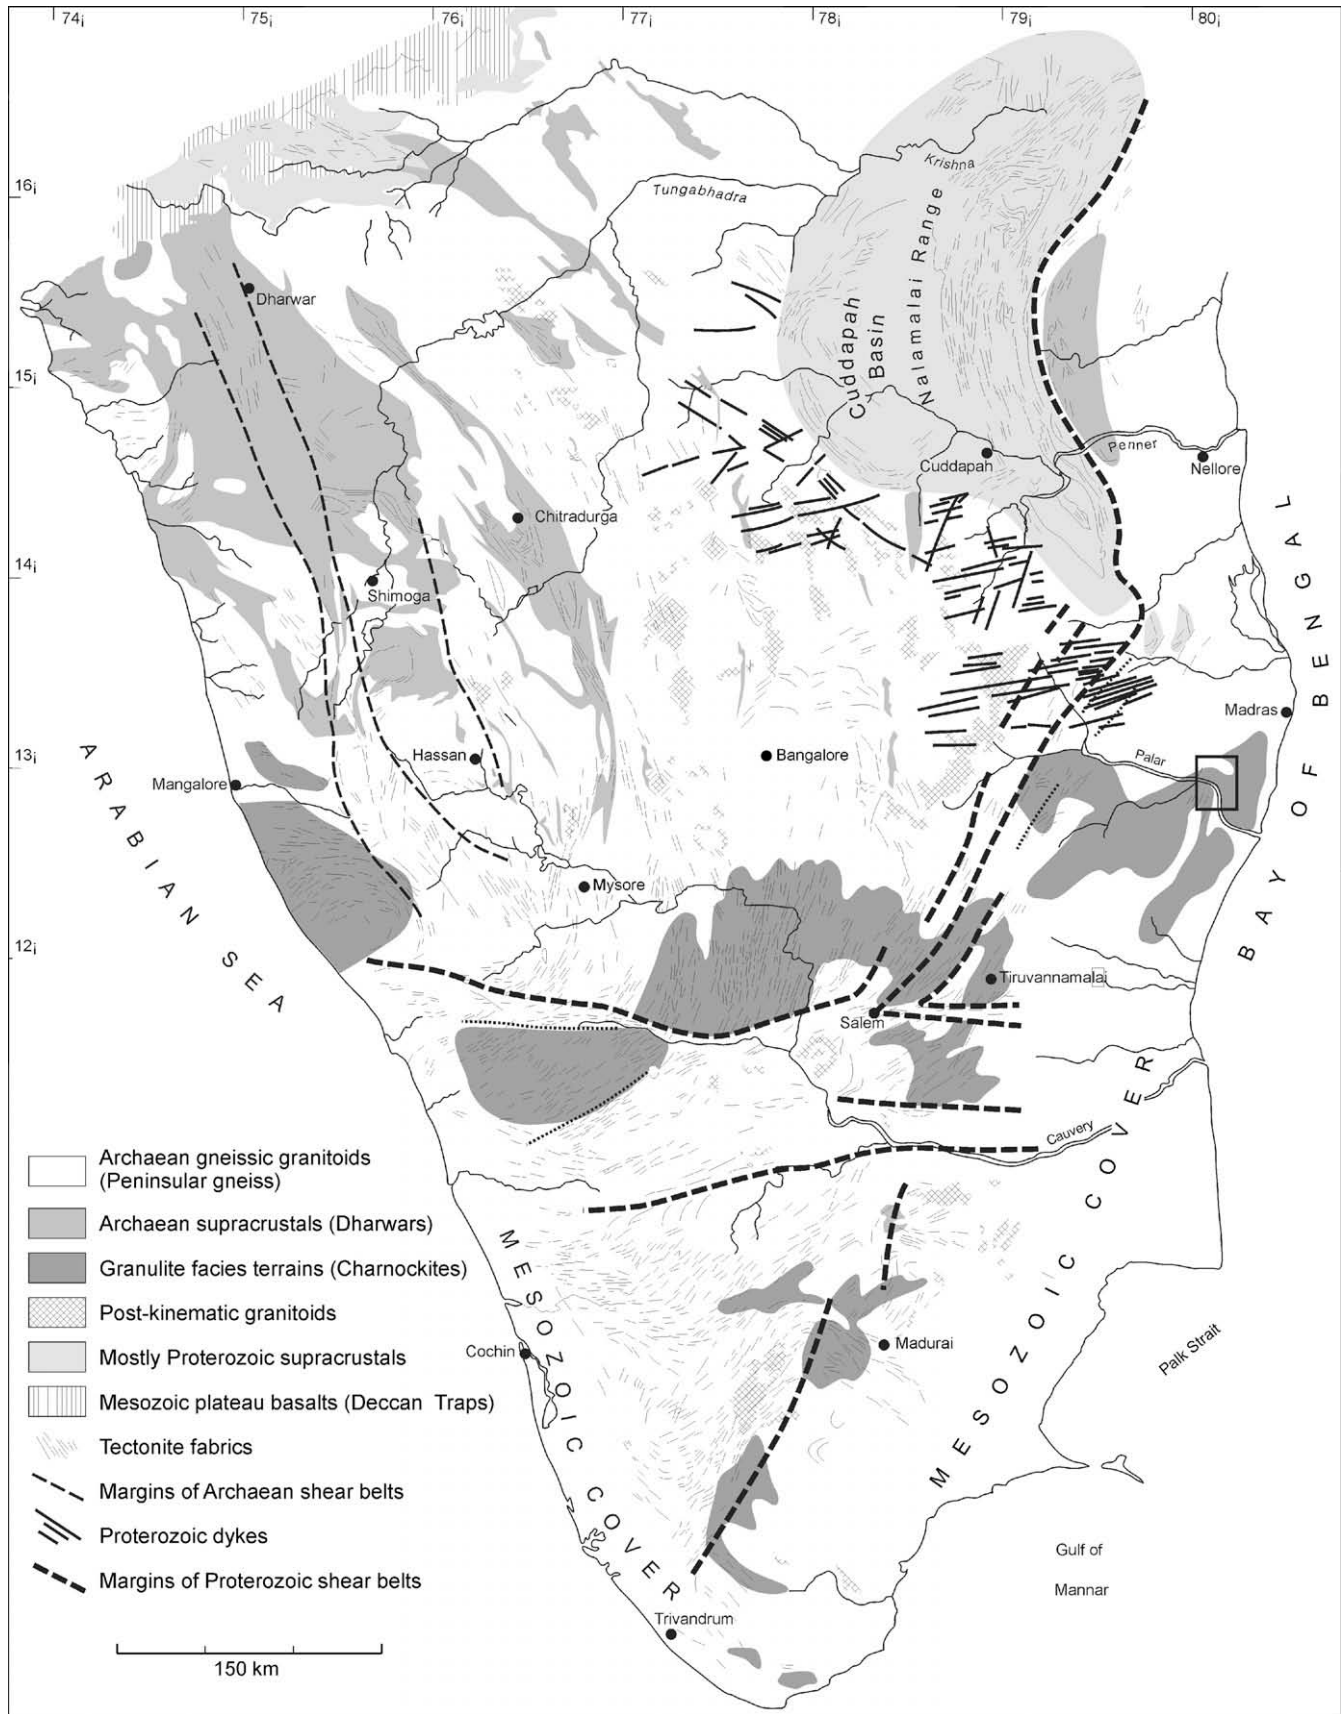 74¡
75¡
76¡
77¡
78¡
79¡
80¡
16¡
15¡
14¡
13¡
12¡
Krishna
Tungabhadra
Cuddapah
Basin
Nalamalai Range
Dharwar
Cuddapah
Penner
Nellore
Chitradurga
Shimoga
Madras
Hassan
Bangalore
Palar
Mangalore
Mysore
ARABIAN SEA
BAY OF BENGAL
Tiruvannamalai
Salem
Cauvery
MESOZOIC COVER
MESOZOIC COVER
Cochin
Madurai
Palk Strait
Gulf of
Mannar
Trivandrum
Archaean gneissic granitoids
(Peninsular gneiss)
Archaean supracrustals (Dharwars)
Granulite facies terrains (Charnockites)
Post-kinematic granitoids
Mostly Proterozoic supracrustals
Mesozoic plateau basalts (Deccan Traps)
Tectonite fabrics
Margins of Archaean shear belts
Proterozoic dykes
Margins of Proterozoic shear belts
150 km